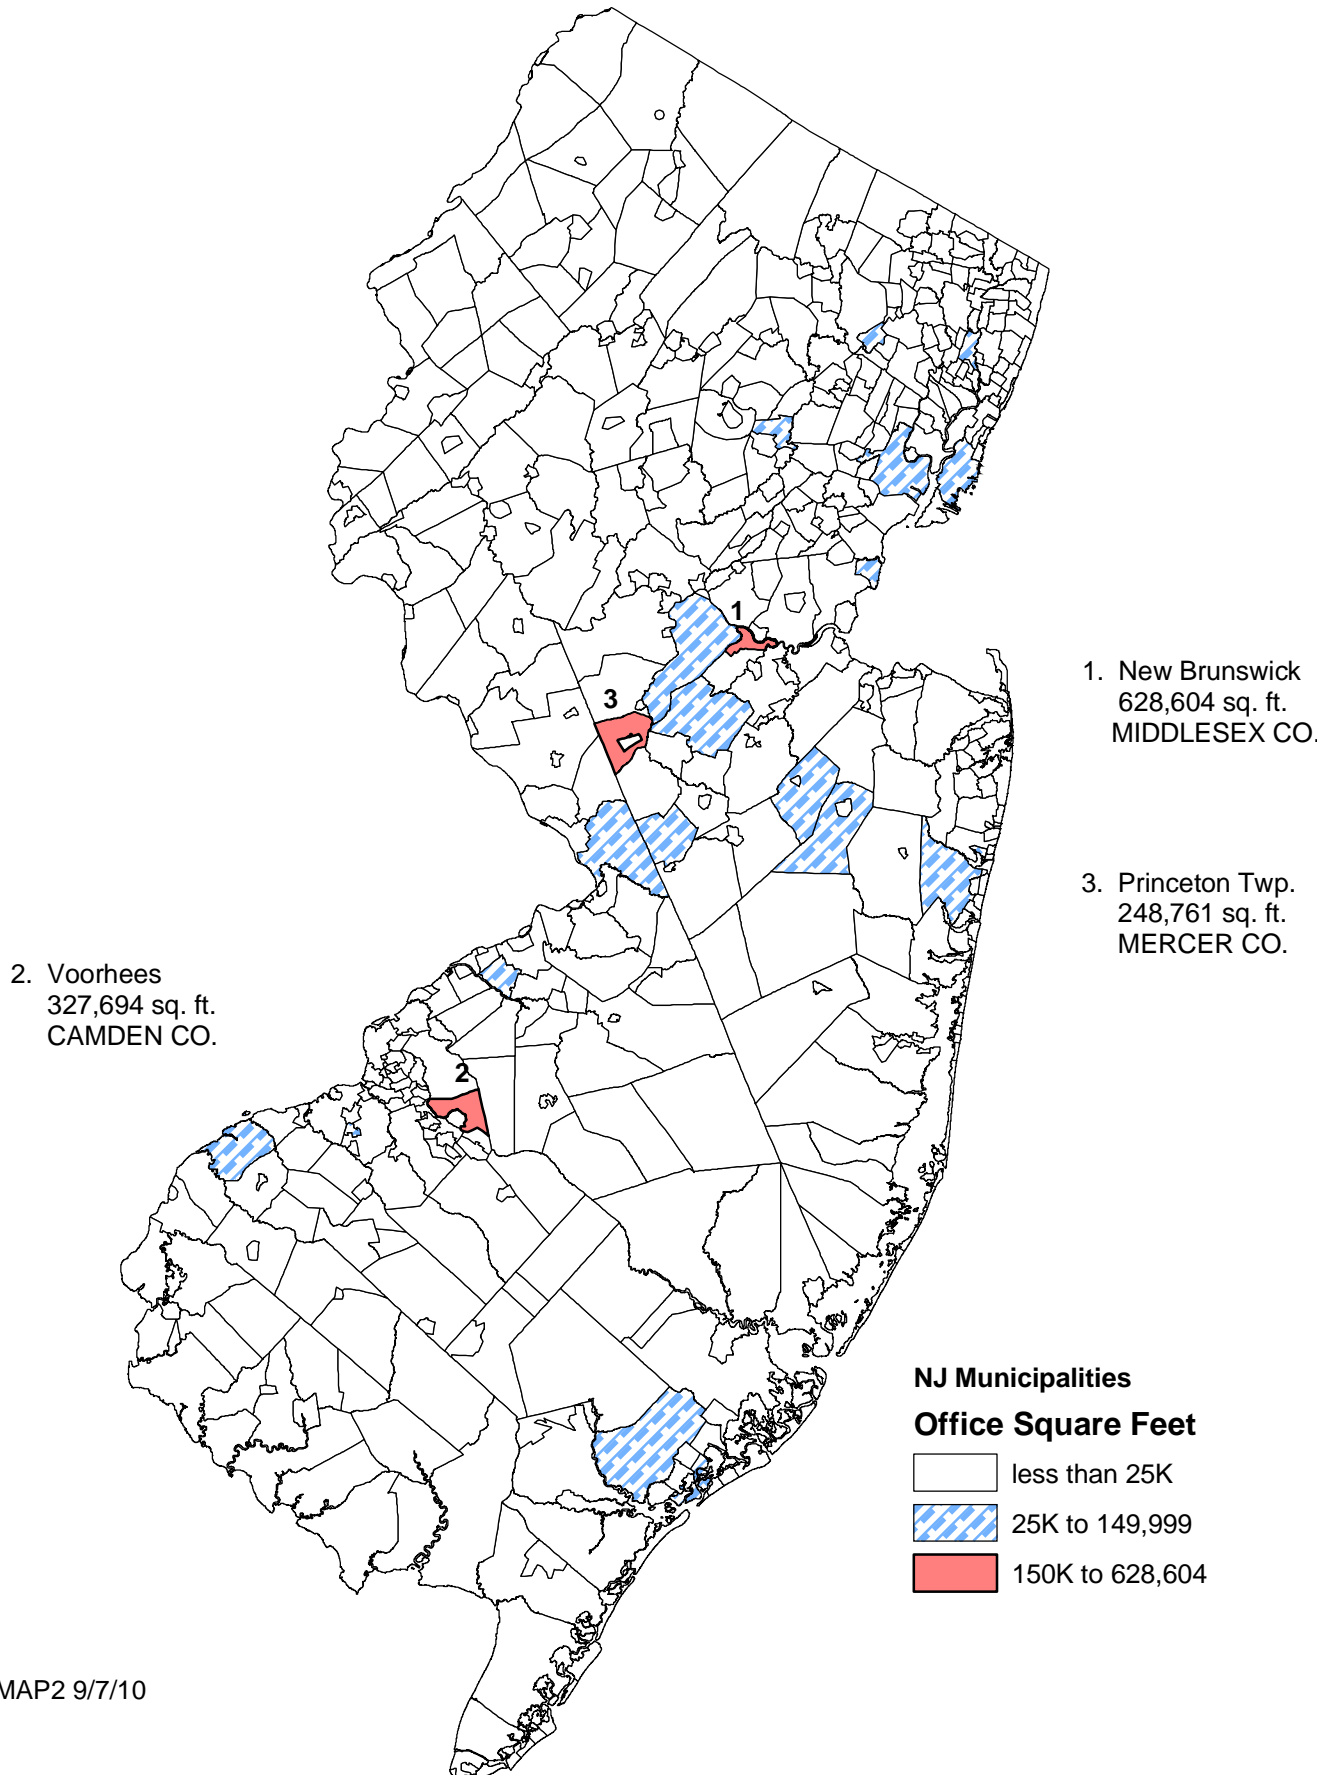 1
1. New Brunswick
628,604 sq. ft.
MIDDLESEX CO.
3
3. Princeton Twp.
248,761 sq. ft.
MERCER CO.
2. Voorhees
327,694 sq. ft.
CAMDEN CO.
2
NJ Municipalities
Office Square Feet
less than 25K
25K to 149,999
150K to 628,604
MAP2 9/7/10